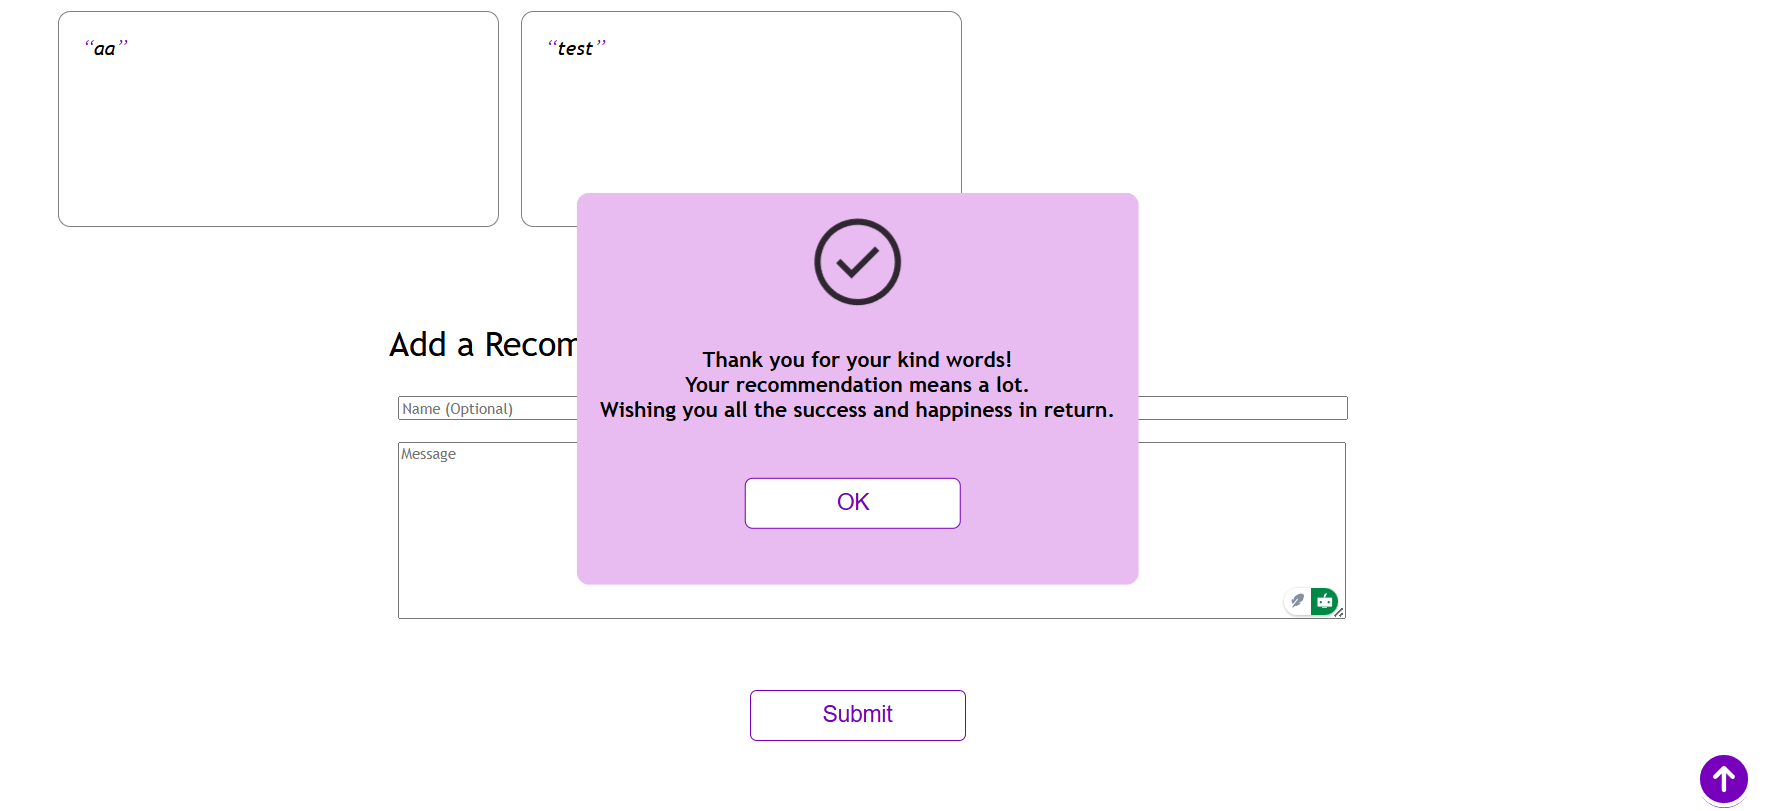 “aa”
“test”
Add a Recom
Name (Optional)
Message
Thank you for your kind words!
Your recommendation means a lot.
Wishing you all the success and happiness in return.
OK
Submit